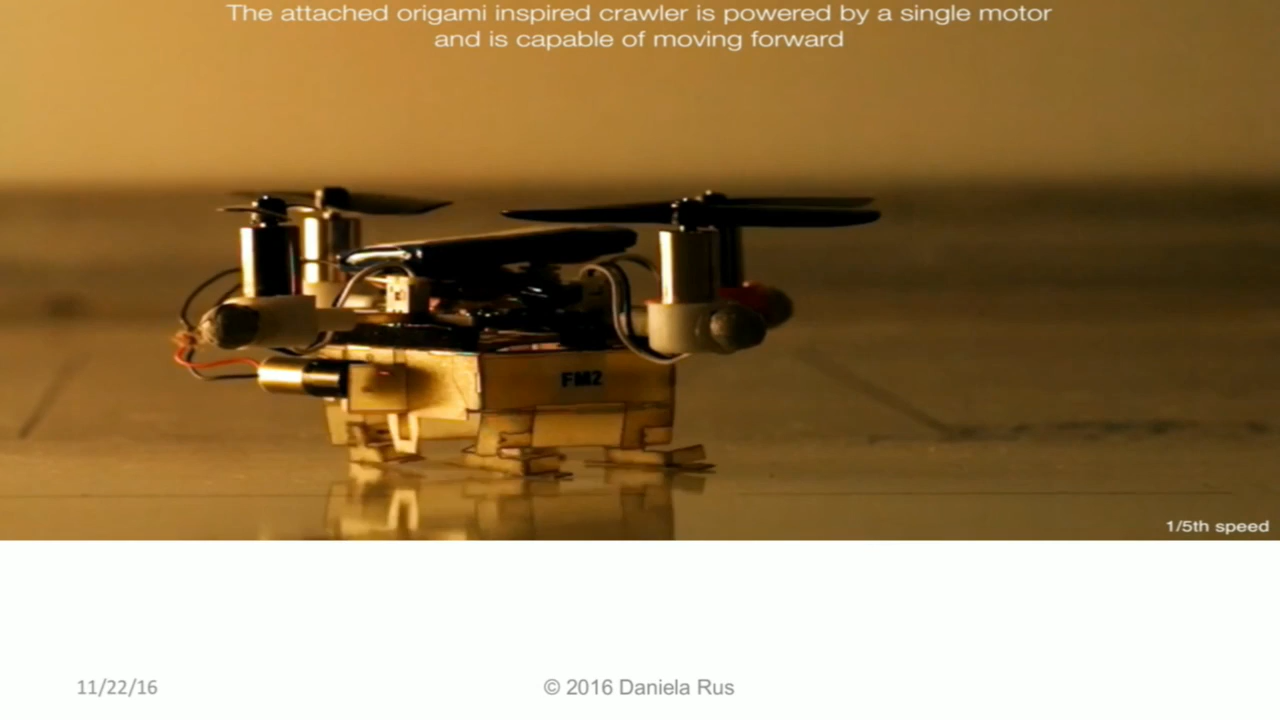 The attached origami inspired crawler is powered by a single motor
and is capable of moving forward
FM2
1/5th speed
11/22/16
© 2016 Daniela Rus